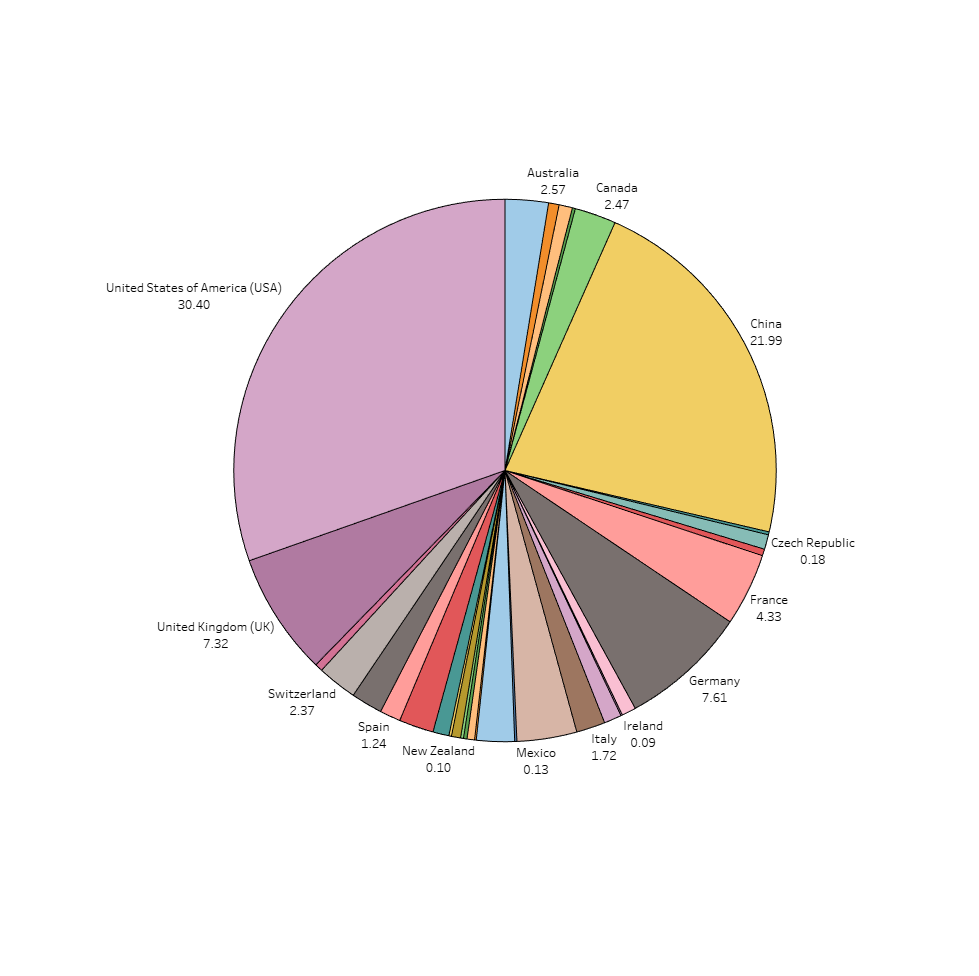 Australia
2.57
Canada
2.47
China
21.99
Czech Republic
0.18
France
4.33
Germany
7.61
Ireland
0.09
Italy
1.72
Mexico
0.13
New Zealand
0.10
Spain
1.24
Switzerland
2.37
United Kingdom (UK)
7.32
United States of America (USA)
30.40